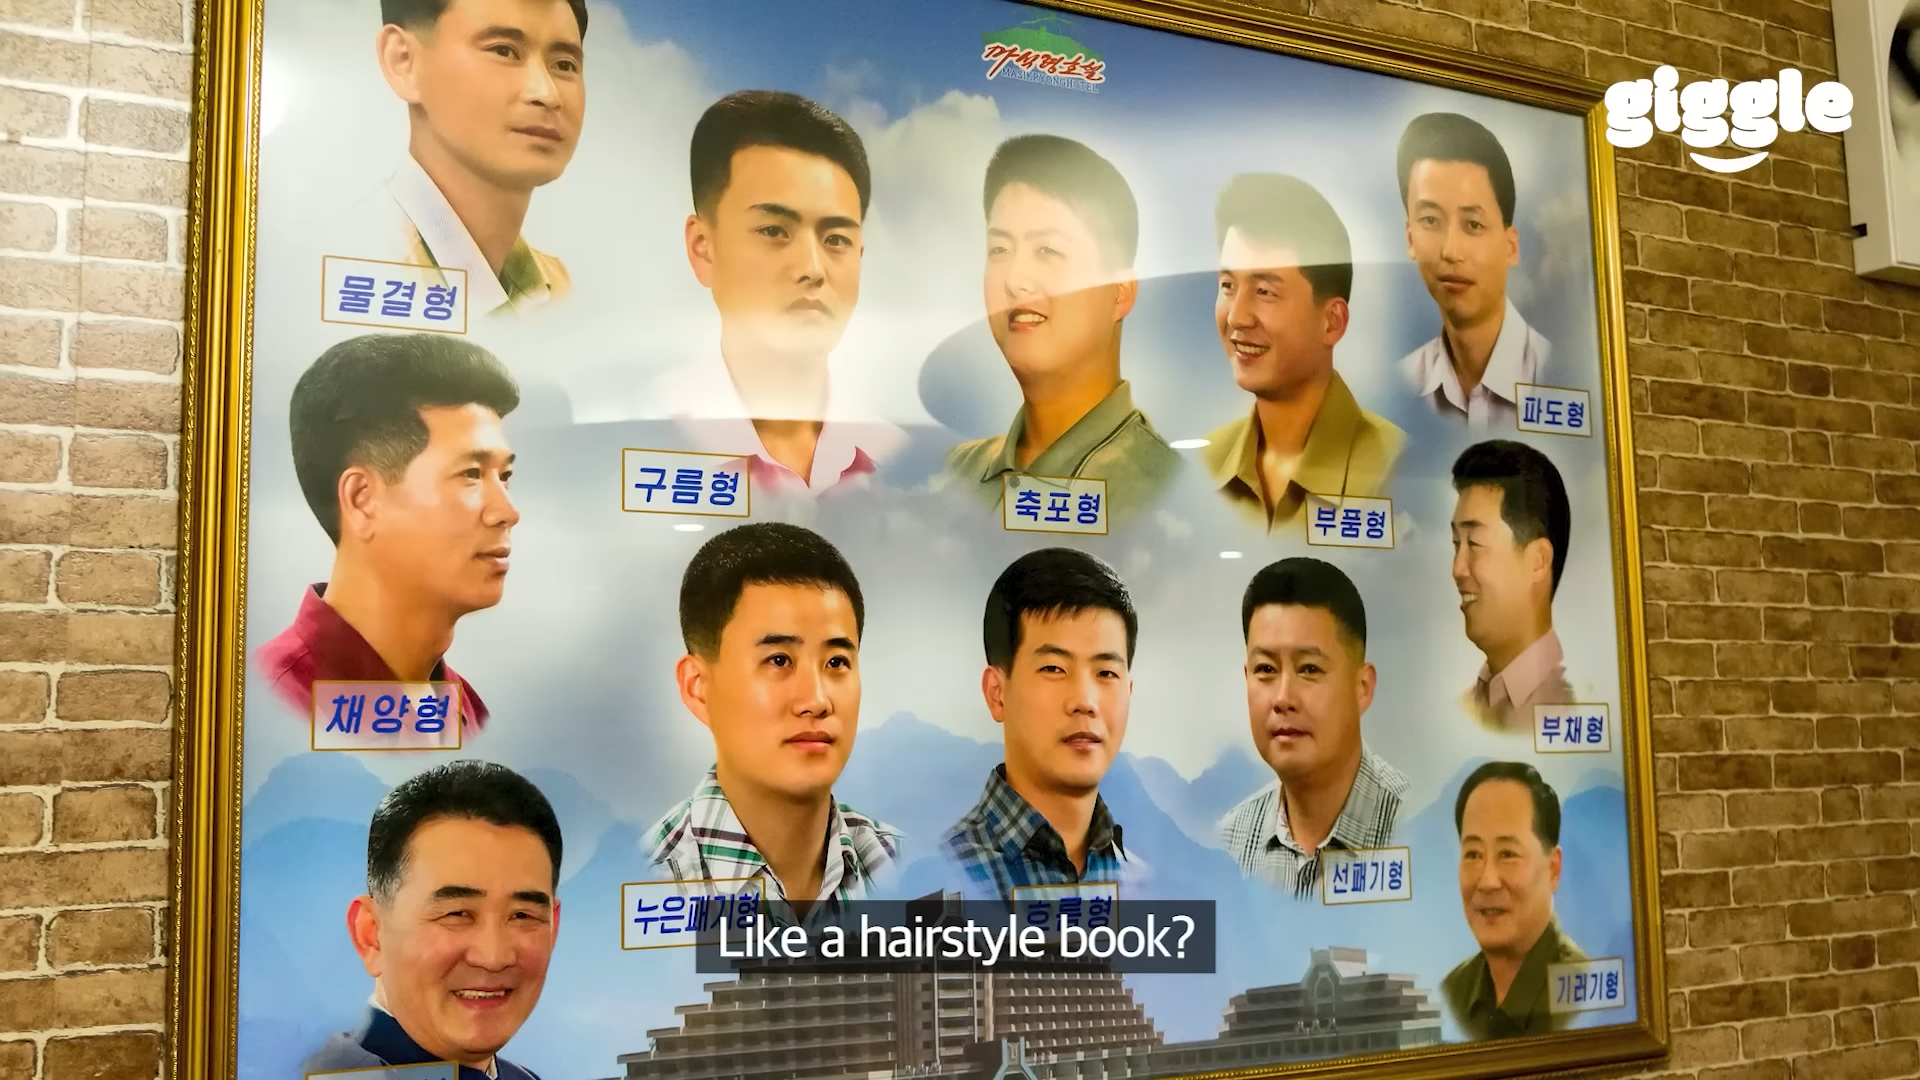 마식령호텔
MASIKRYONG HOTEL
giggle
물결형
구름형
축포형
부품형
파도형
채양형
부채형
누은패기형
흐름형
선패기형
기러기형
Like a hairstyle book?